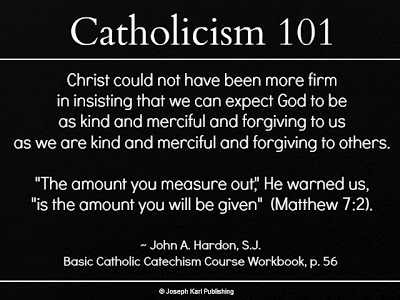 Catholicism 101
Christ could not have been more firm
in insisting that we can expect God to be
as kind and merciful and forgiving to us
as we are kind and merciful and forgiving to others.
"The amount you measure out," He warned us,
"is the amount you will be given" (Matthew 7:2).
~ John A. Hardon, S.J.
Basic Catholic Catechism Course Workbook, p. 56
© Joseph Karl Publishing